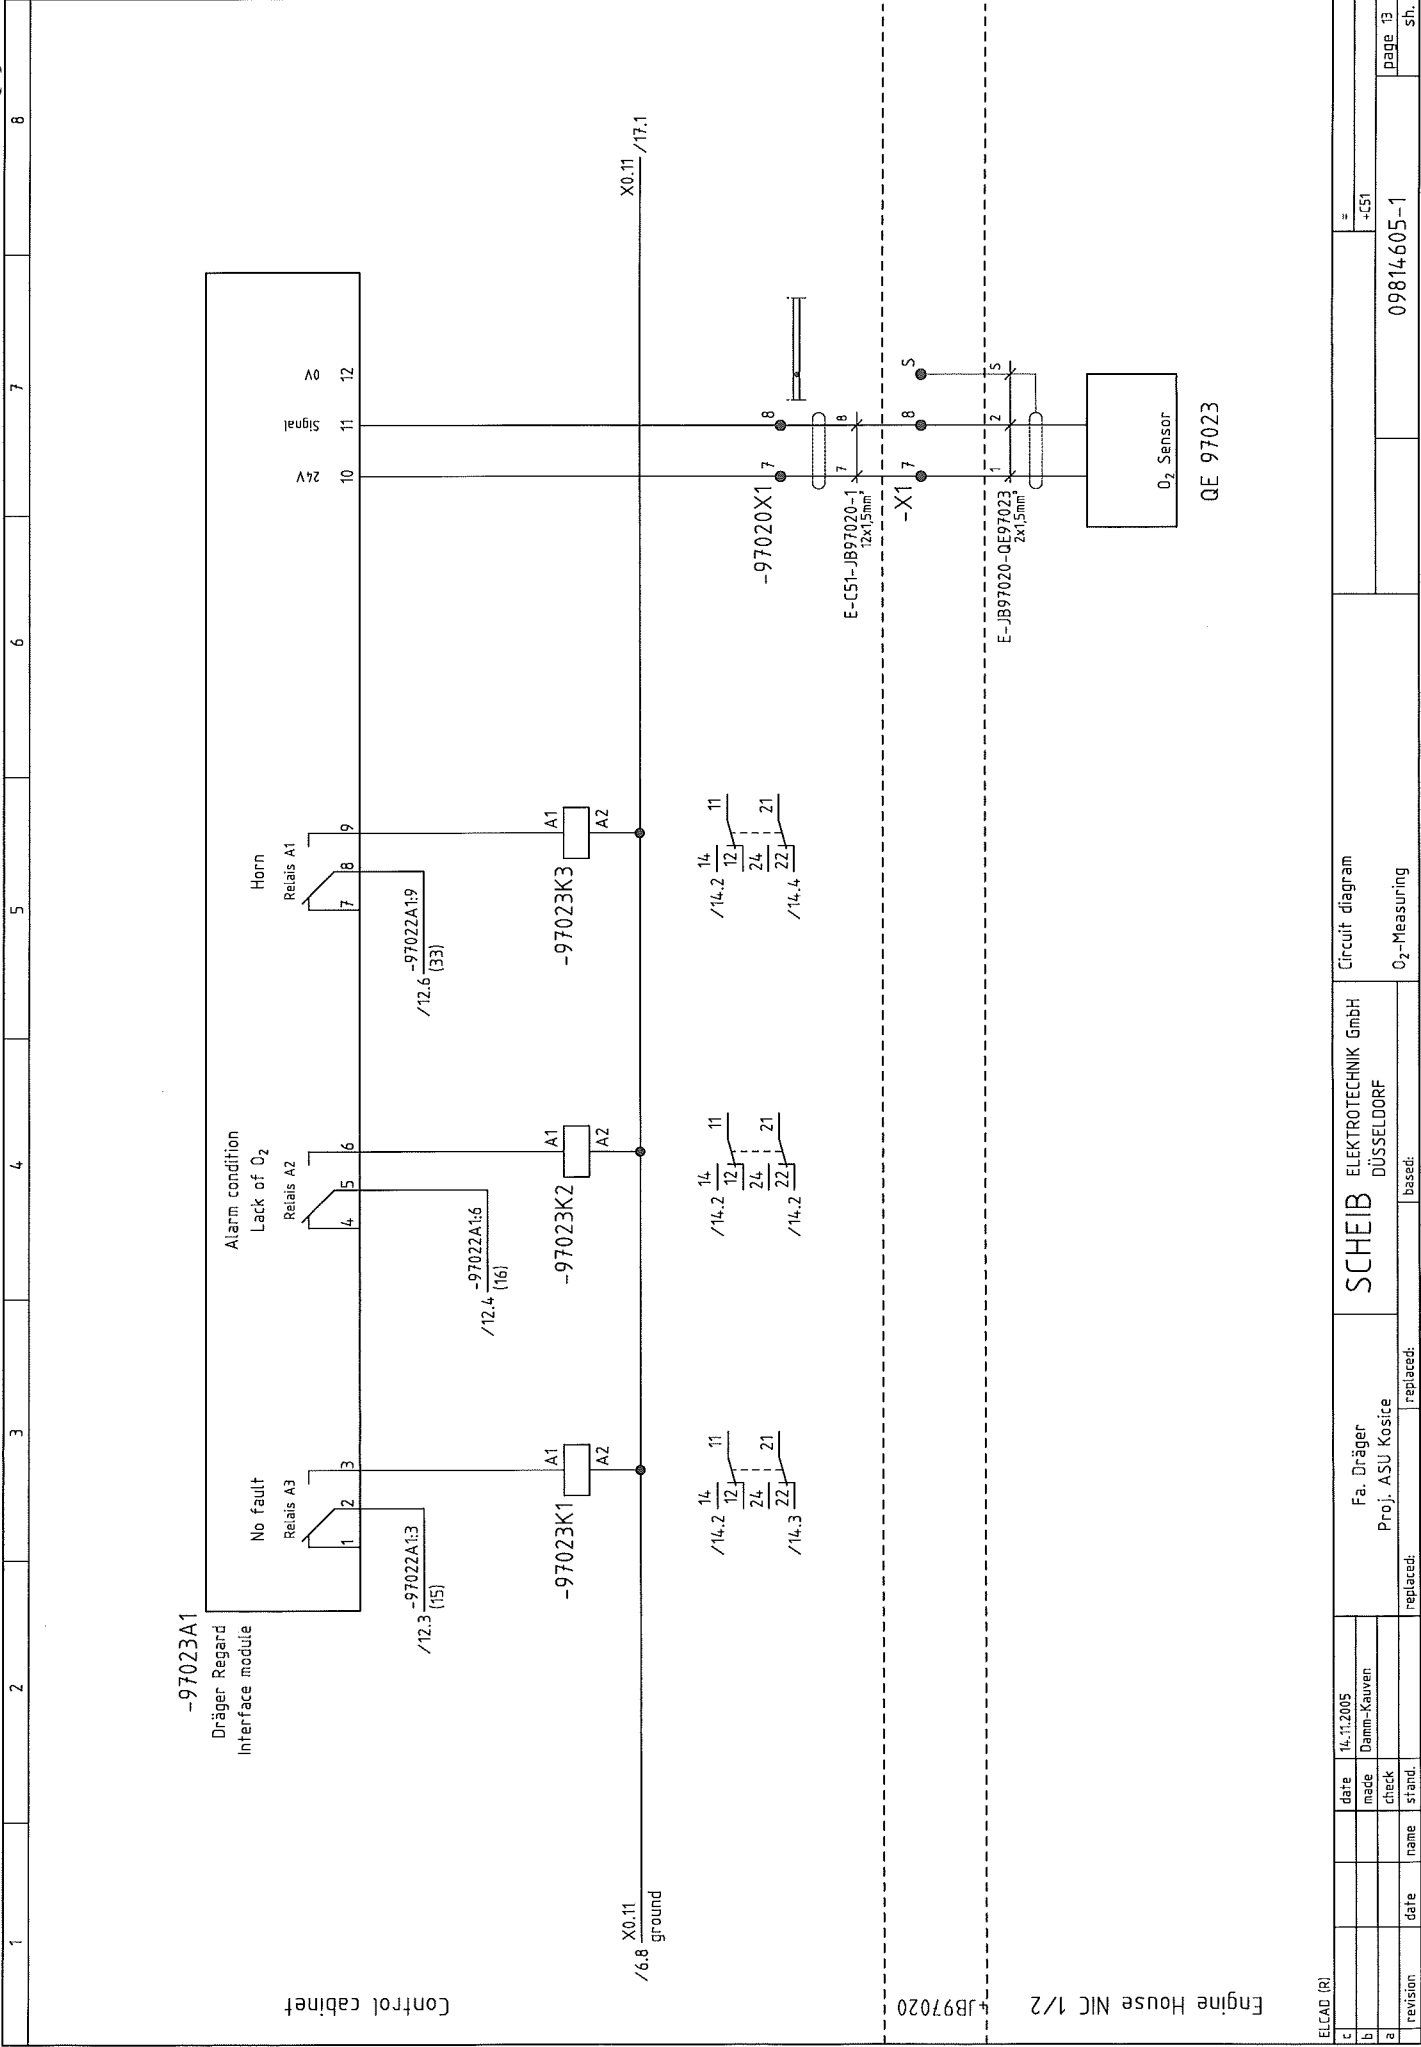 1
2
3
4
5
6
7
8
Control cabinet
+JB97020
Engine House NIC 1/2
-97023A1
Dräger Regard
Interface module
No fault
Relais A3
1
2
3
Alarm condition
Lack of O₂
Relais A2
4
5
6
Horn
Relais A1
7
8
9
24V
Signal
0V
10
11
12
/12.3 -97022A1:3
(15)
/12.4 -97022A1:6
(16)
/12.6 -97022A1:9
(33)
-97023K1
A1
A2
-97023K2
A1
A2
-97023K3
A1
A2
/6.8 X0.11
ground
X0.11 /17.1
/14.2 14
12
11
24
/14.3 22
21
/14.2 14
12
11
24
/14.2 22
21
/14.2 14
12
11
24
/14.4 22
21
-97020X1
7
8
E-C51-JB97020-1
12x1,5mm²
7
8
-X1
7
8
S
E-JB97020-QE97023
2x1,5mm²
1
2
S
O₂ Sensor
QE 97023
ELCAD (R)
c
b
a
revision
date
name
date 14.11.2005
made Damm-Kauven
check
stand.
Fa. Dräger
Proj. ASU Kosice
replaced:
replaced:
SCHEIB ELEKTROTECHNIK GmbH
DÜSSELDORF
based:
Circuit diagram
O₂-Measuring
=
+C51
09814605-1
page 13
sh.